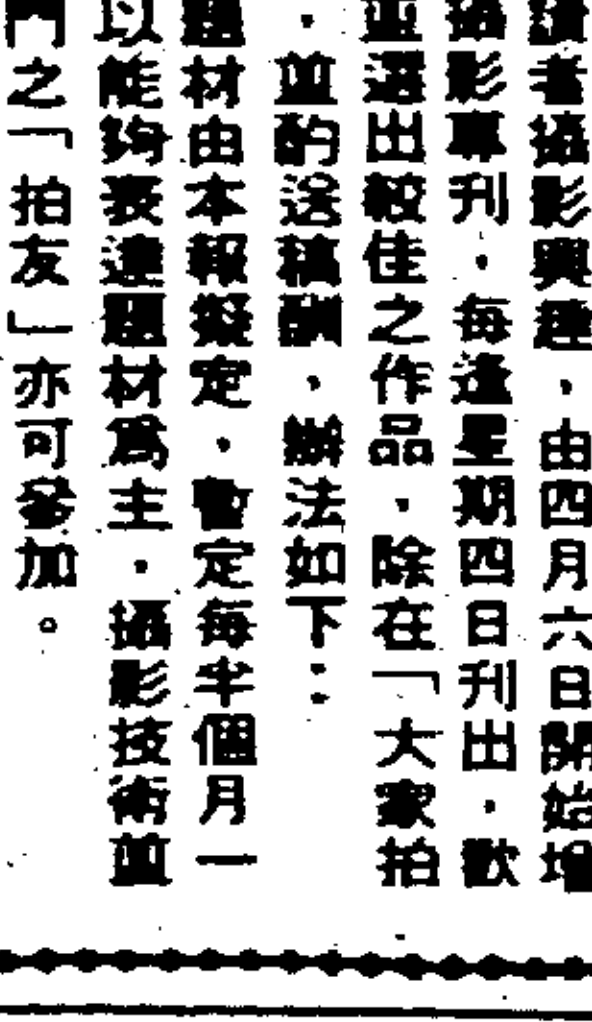 讀者攝影興趣，由四月六日開始增
攝影專刊，每逢星期四日刊出，歡
並選出較佳之作品，除在「大家拍
，並酌送稿酬，辦法如下：
題材由本報擬定，暫定每半個月一
以能夠表達題材爲主，攝影技術並
門之「拍友」亦可參加。